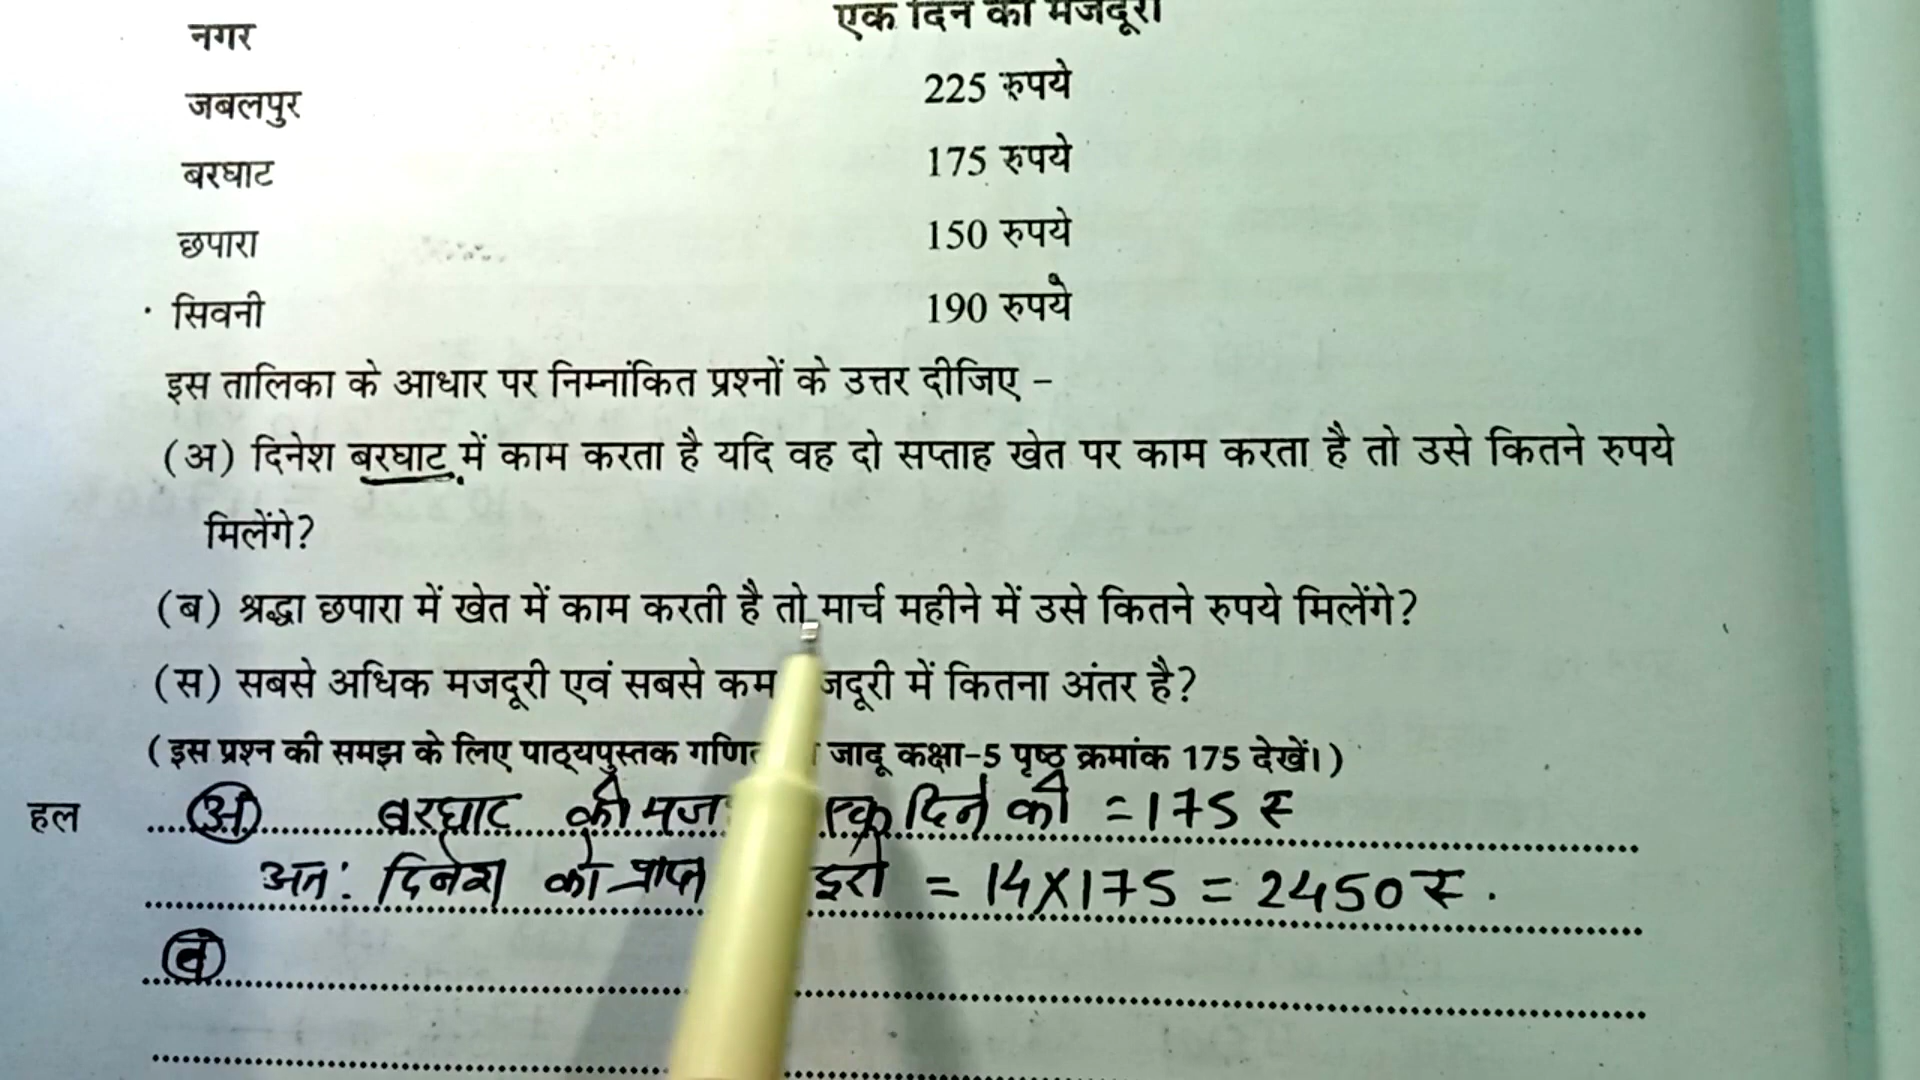 नगर एक दिन की मजदूरी
जबलपुर 225 रुपये
बरघाट 175 रुपये
छपारा 150 रुपये
सिवनी 190 रुपये
इस तालिका के आधार पर निम्नांकित प्रश्नों के उत्तर दीजिए –
(अ) दिनेश बरघाट में काम करता है यदि वह दो सप्ताह खेत पर काम करता है तो उसे कितने रुपये
मिलेंगे?
(ब) श्रद्धा छपारा में खेत में काम करती है तो मार्च महीने में उसे कितने रुपये मिलेंगे?
(स) सबसे अधिक मजदूरी एवं सबसे कम जदूरी में कितना अंतर है?
(इस प्रश्न की समझ के लिए पाठ्यपुस्तक गणित जादू कक्षा-5 पृष्ठ क्रमांक 175 देखें।)
हल (अ) बरघाट की मज एक दिन की = 175 रु
अतः दिनेश को प्राप्त = 14×175 = 2450 रु.
(ब)